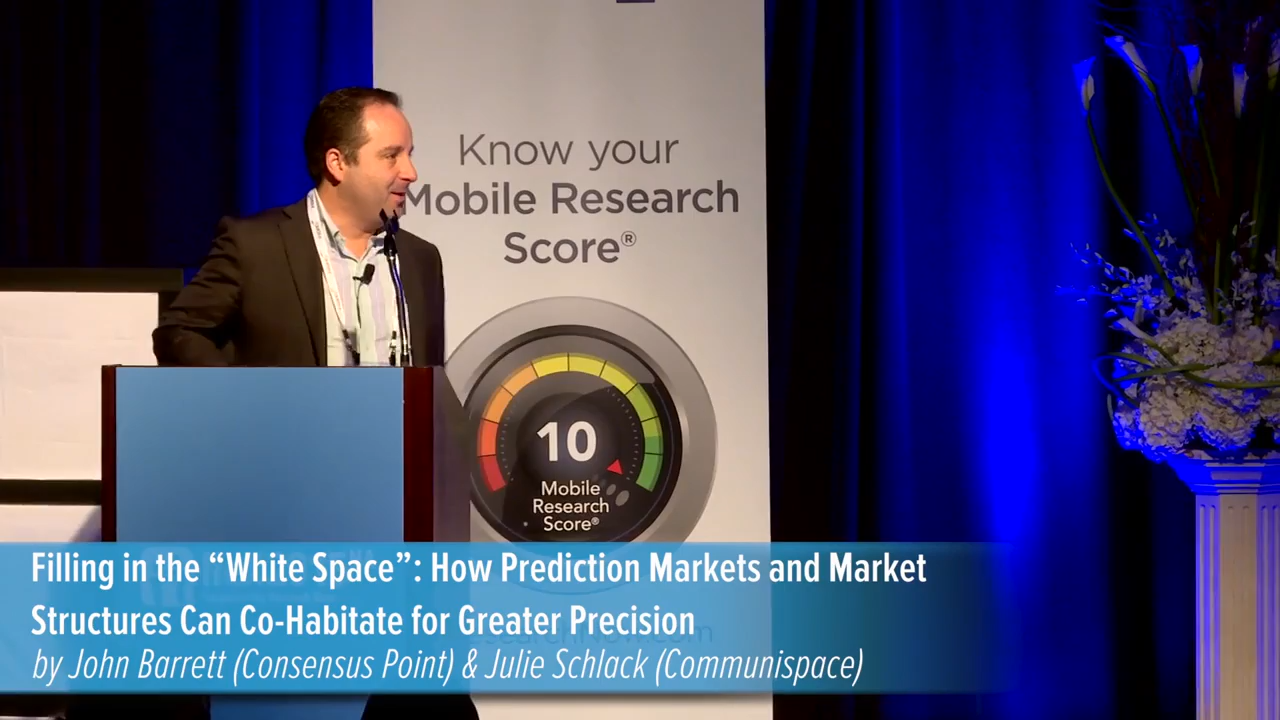 Know your
Mobile Research
Score®
10
Mobile
Research
Score®
Filling in the “White Space”: How Prediction Markets and Market
Structures Can Co-Habitate for Greater Precision
by John Barrett (Consensus Point) & Julie Schlack (Communispace)